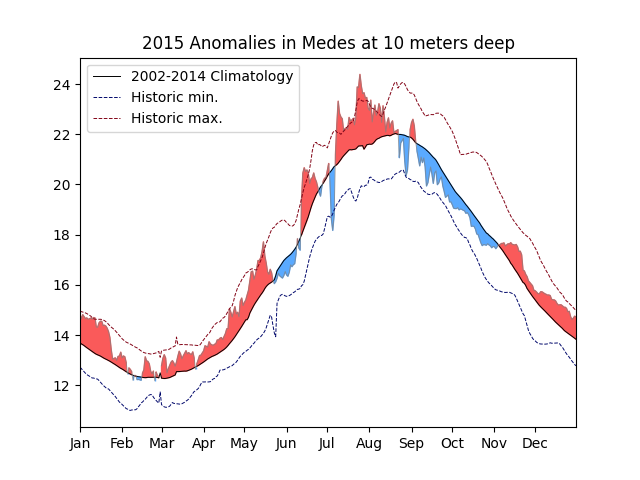 2015 Anomalies in Medes at 10 meters deep
2002-2014 Climatology
Historic min.
Historic max.
24
22
20
18
16
14
12
Jan Feb Mar Apr May Jun Jul Aug Sep Oct Nov Dec